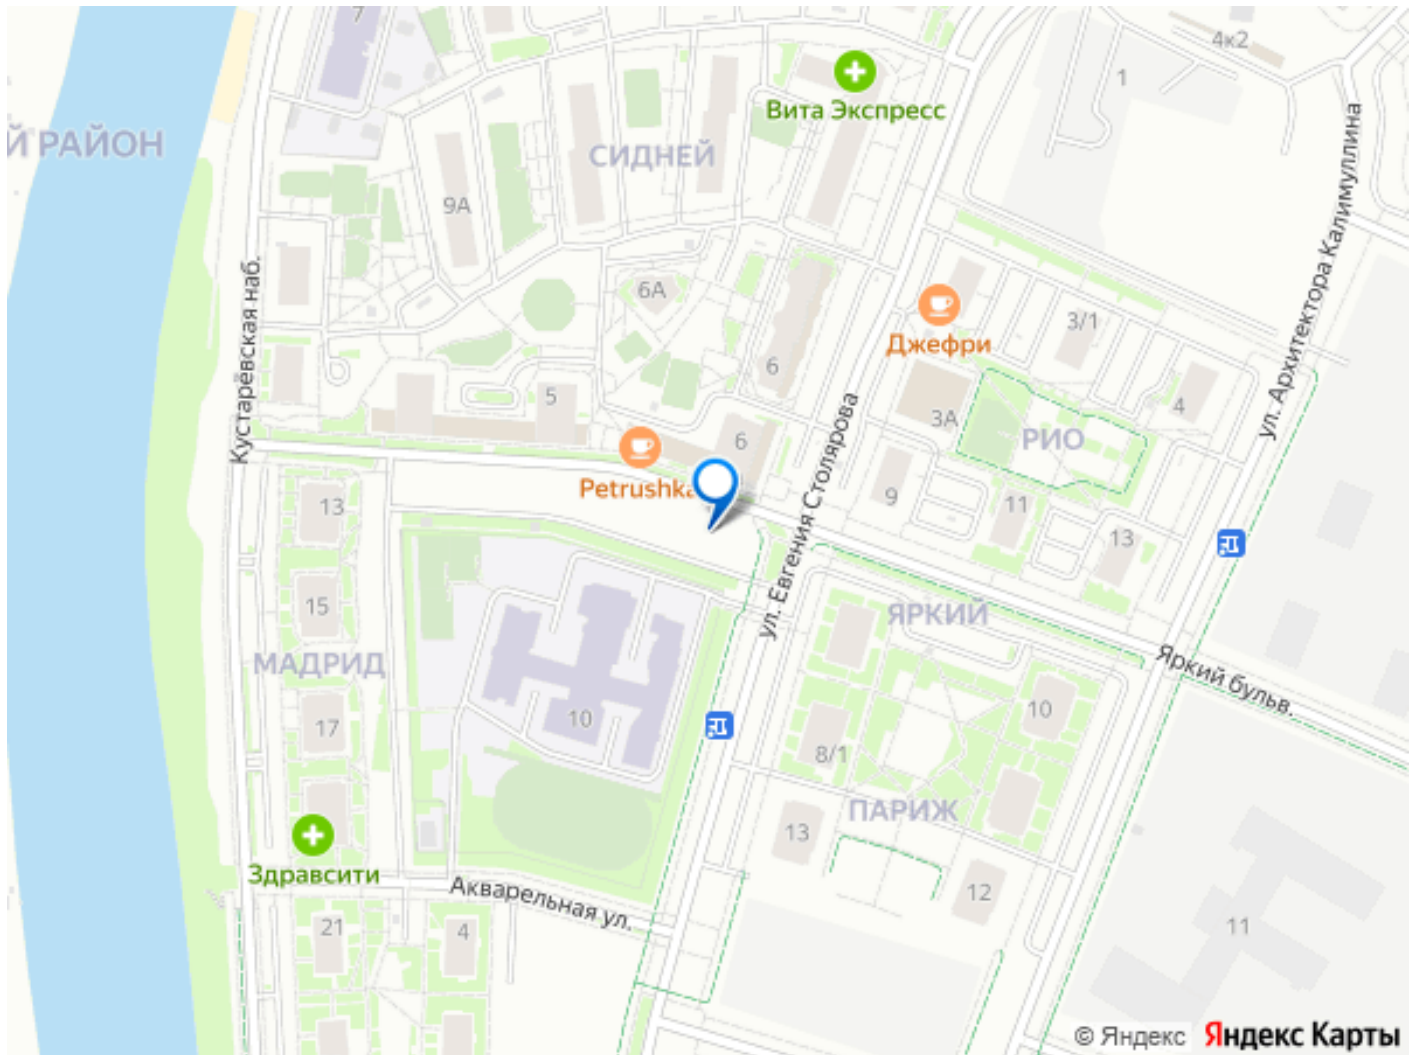 7
4к2
1
Вита Экспресс
Й РАЙОН
СИДНЕЙ
9А
ул. Архитектора Калимуллина
Кустарёвская наб.
6А
3/1
Джефри
6
5
4
3А
РИО
6
ул. Евгения Столярова
Petrushka
9
11
13
13
15
ЯРКИЙ
МАДРИД
Яркий бульв.
17
10
10
8/1
ПАРИЖ
13
Здравсити
Акварельная ул.
12
21
4
11
© Яндекс Яндекс Карты